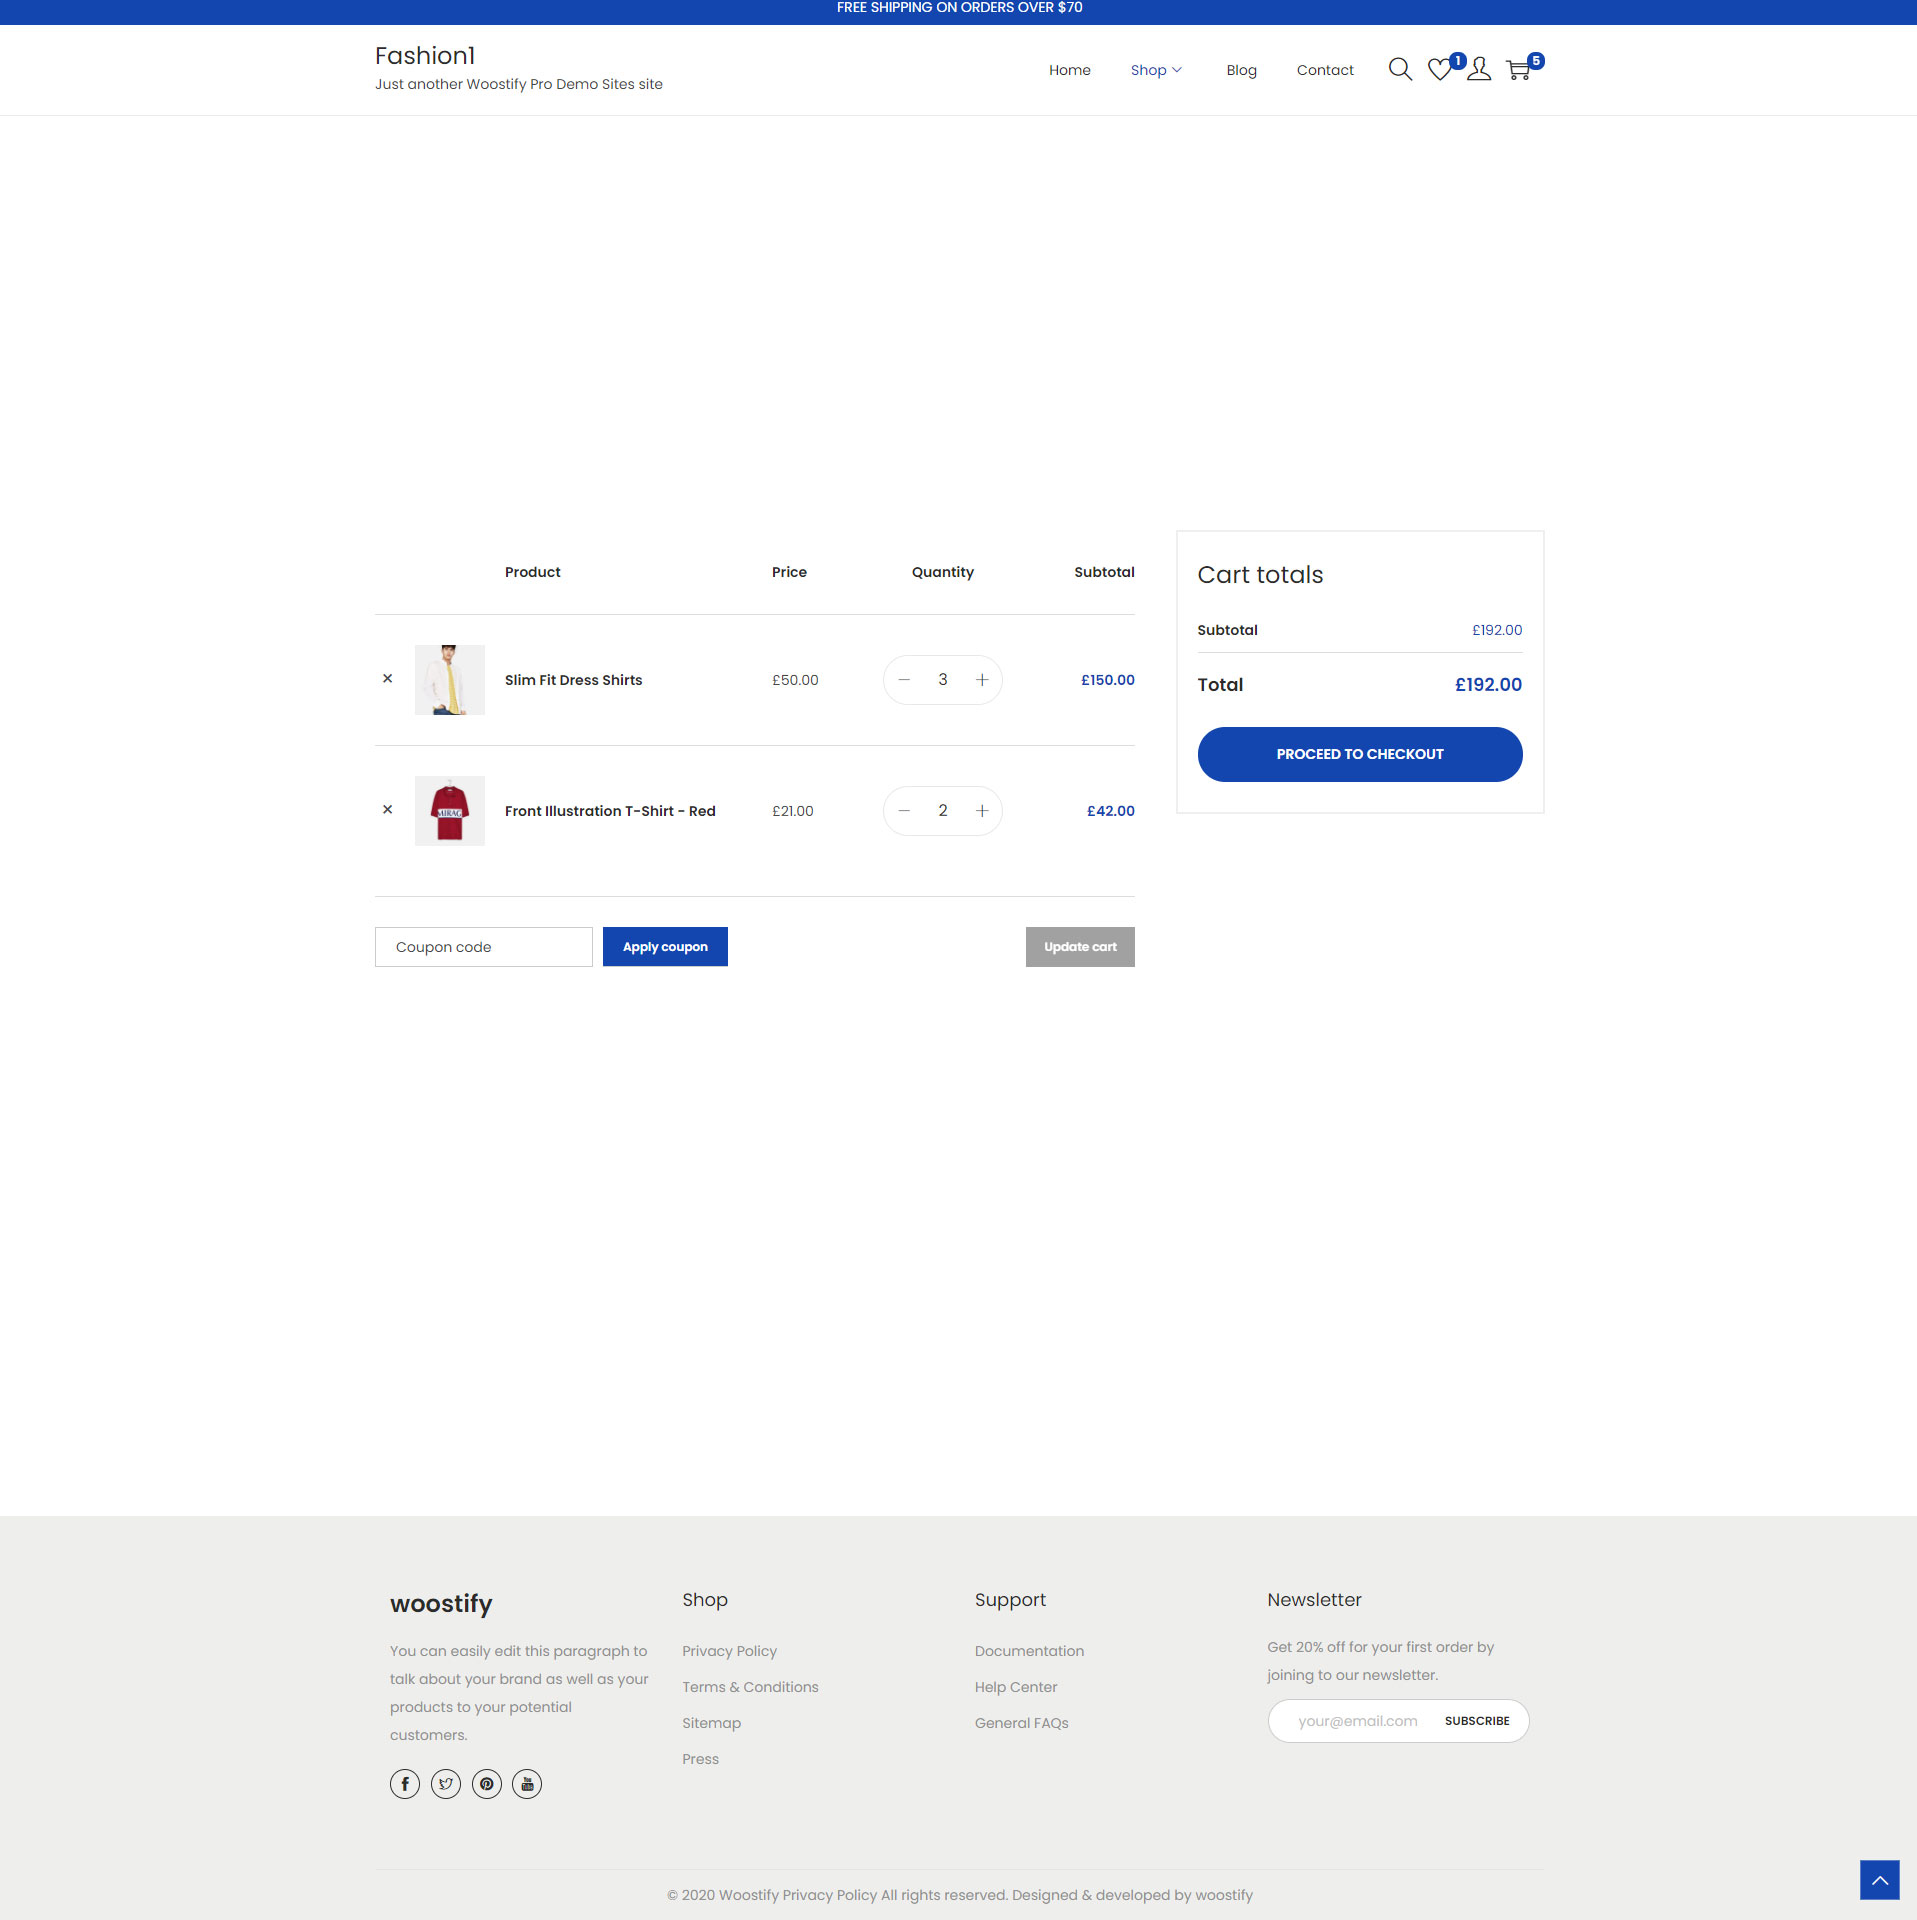 FREE SHIPPING ON ORDERS OVER $70
Fashion1
Just another Woostify Pro Demo Sites site
Home
Shop
Blog
Contact
1
5
Product
Price
Quantity
Subtotal
×
Slim Fit Dress Shirts
£50.00
3
£150.00
×
MIRAG
Front Illustration T-Shirt - Red
£21.00
2
£42.00
Coupon code
Apply coupon
Update cart
Cart totals
Subtotal
£192.00
Total
£192.00
PROCEED TO CHECKOUT
woostify
You can easily edit this paragraph to
talk about your brand as well as your
products to your potential
customers.
Shop
Privacy Policy
Terms & Conditions
Sitemap
Press
Support
Documentation
Help Center
General FAQs
Newsletter
Get 20% off for your first order by
joining to our newsletter.
your@email.com
SUBSCRIBE
© 2020 Woostify Privacy Policy All rights reserved. Designed & developed by woostify